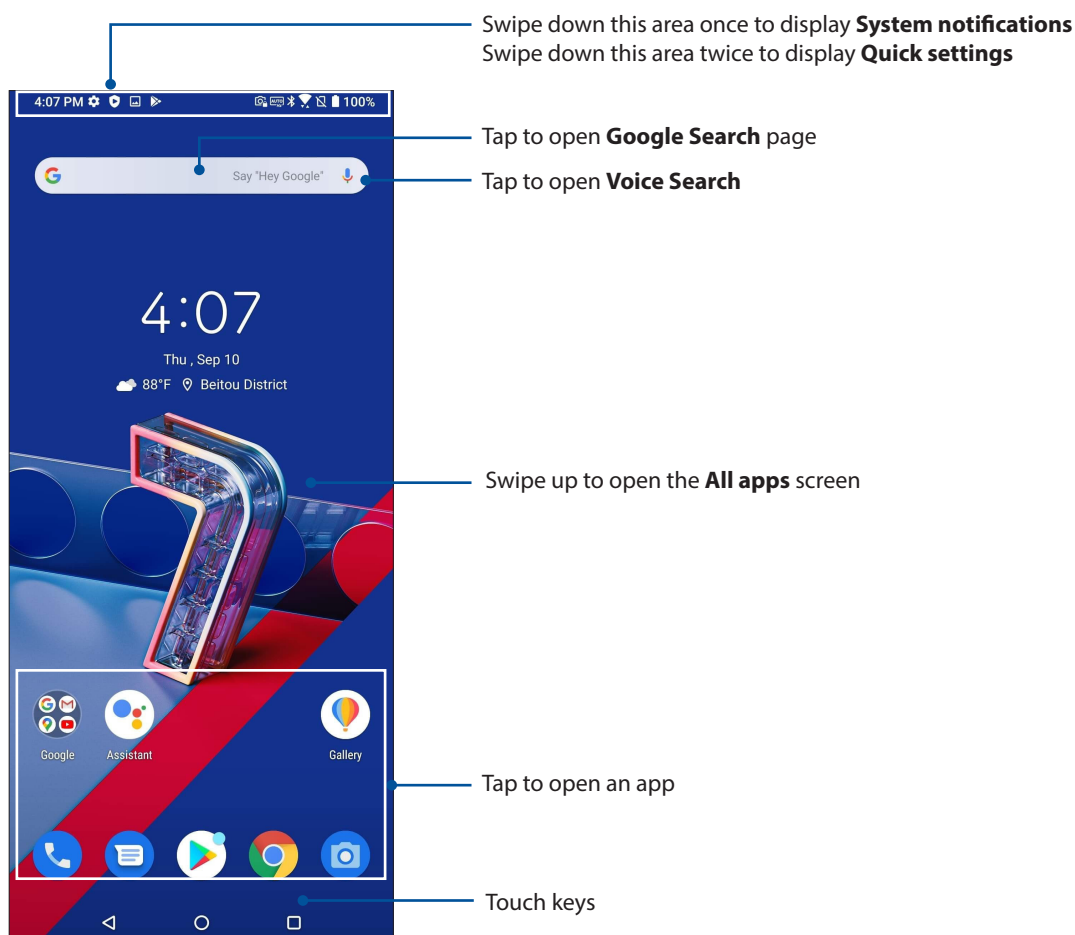 Swipe down this area once to display System notifications
Swipe down this area twice to display Quick settings
4:07 PM 100%
Tap to open Google Search page
Say "Hey Google"
Tap to open Voice Search
4:07
Thu , Sep 10
88°F Beitou District
Swipe up to open the All apps screen
Google Assistant Gallery
Tap to open an app
Touch keys